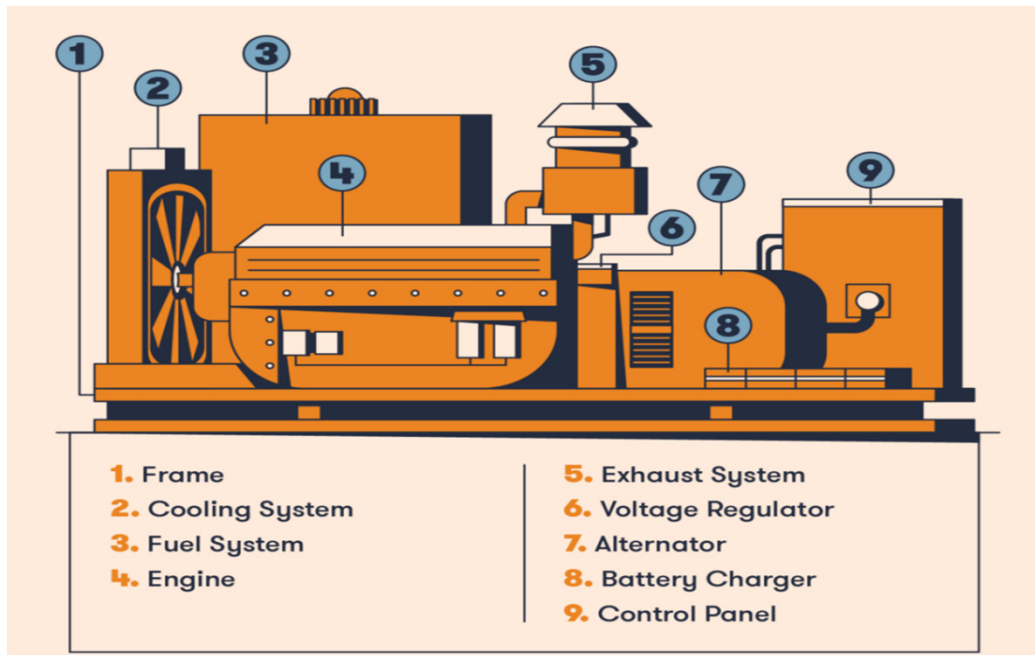 1
2
3
4
5
6
7
8
9
1. Frame
2. Cooling System
3. Fuel System
4. Engine
5. Exhaust System
6. Voltage Regulator
7. Alternator
8. Battery Charger
9. Control Panel